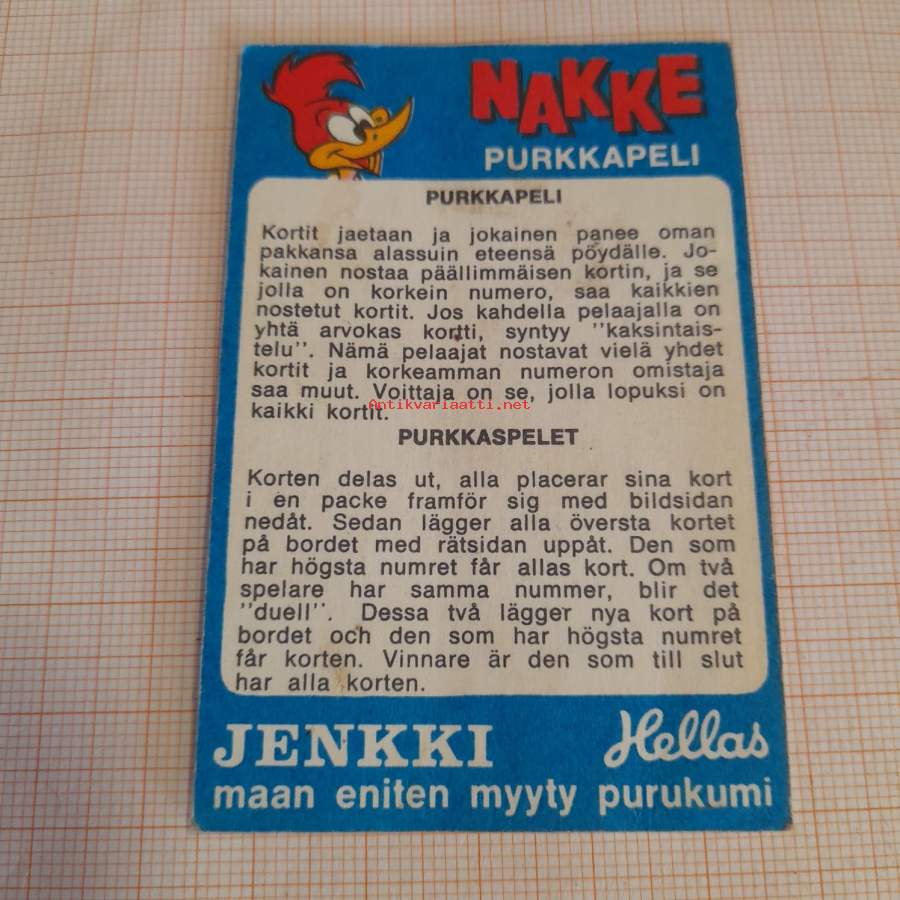 NAKKE
PURKKAPELI
PURKKAPELI
Kortit jaetaan ja jokainen panee oman
pakkansa alassuin eteensä pöydälle. Jo-
kainen nostaa päällimmäisen kortin, ja se
jolla on korkein numero, saa kaikkien
nostetut kortit. Jos kahdella pelaajalla on
yhtä arvokas kortti, syntyy "kaksintais-
telu". Nämä pelaajat nostavat vielä yhdet
kortit ja korkeamman numeron omistaja
saa muut. Voittaja on se, jolla lopuksi on
kaikki kortit.
Antikvariaatti.net
PURKKASPELET
Korten delas ut, alla placerar sina kort
i en packe framför sig med bildsidan
nedåt. Sedan lägger alla översta kortet
på bordet med rätsidan uppåt. Den som
har högsta numret får allas kort. Om två
spelare har samma nummer, blir det
"duell". Dessa två lägger nya kort på
bordet och den som har högsta numret
får korten. Vinnare är den som till slut
har alla korten.
JENKKI Hellas
maan eniten myyty purukumi